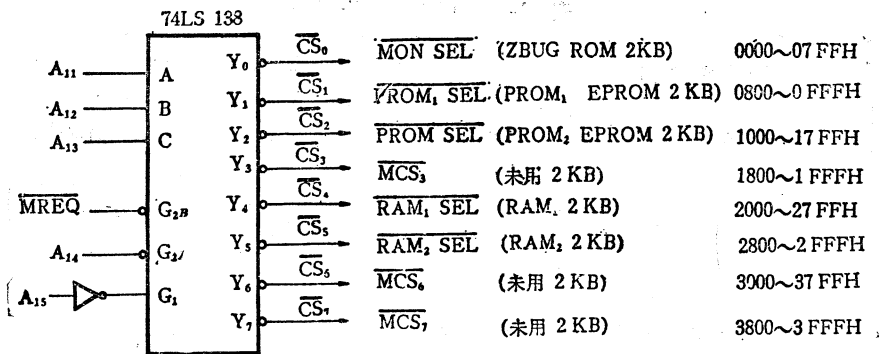 74LS 138
A₁₁ A Y₀ CS₀ MON SEL (ZBUG ROM 2KB) 0000~07FFH
A₁₂ B Y₁ CS₁ PROM₁ SEL (PROM₁ EPROM 2KB) 0800~0FFFH
A₁₃ C Y₂ CS₂ PROM SEL (PROM₂ EPROM 2KB) 1000~17FFH
Y₃ CS₃ MCS₃ (未用 2KB) 1800~1FFFH
MREQ G₂B Y₄ CS₄ RAM₁ SEL (RAM₁ 2KB) 2000~27FFH
A₁₄ G₂ Y₅ CS₅ RAM₂ SEL (RAM₂ 2KB) 2800~2FFFH
A₁₅ G₁ Y₆ CS₆ MCS₆ (未用 2KB) 3000~37FFH
Y₇ CS₇ MCS₇ (未用 2KB) 3800~3FFFH